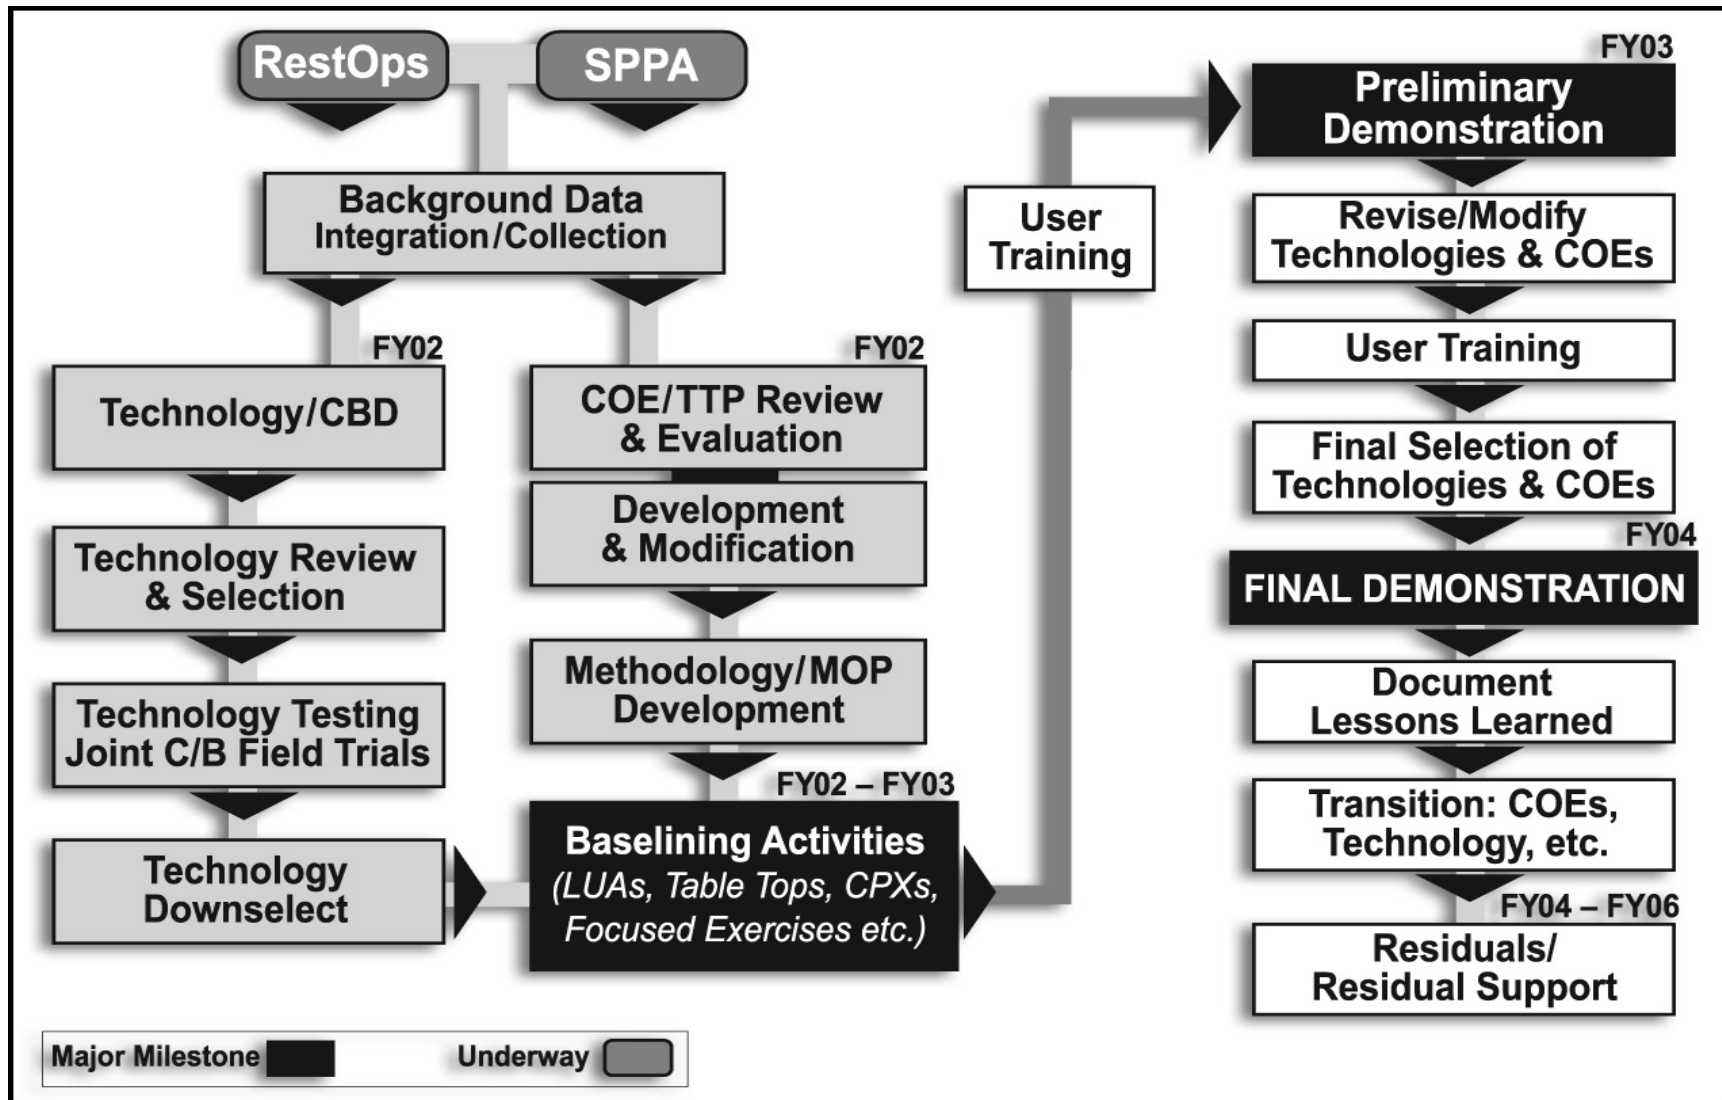 RestOps
SPPA
Background Data
Integration/Collection
FY02
Technology/CBD
Technology Review
& Selection
Technology Testing
Joint C/B Field Trials
Technology
Downselect
FY02
COE/TTP Review
& Evaluation
Development
& Modification
Methodology/MOP
Development
FY02 – FY03
Baselining Activities
(LUAs, Table Tops, CPXs,
Focused Exercises etc.)
User
Training
FY03
Preliminary
Demonstration
Revise/Modify
Technologies & COEs
User Training
Final Selection of
Technologies & COEs
FY04
FINAL DEMONSTRATION
Document
Lessons Learned
Transition: COEs,
Technology, etc.
FY04 – FY06
Residuals/
Residual Support
Major Milestone
Underway